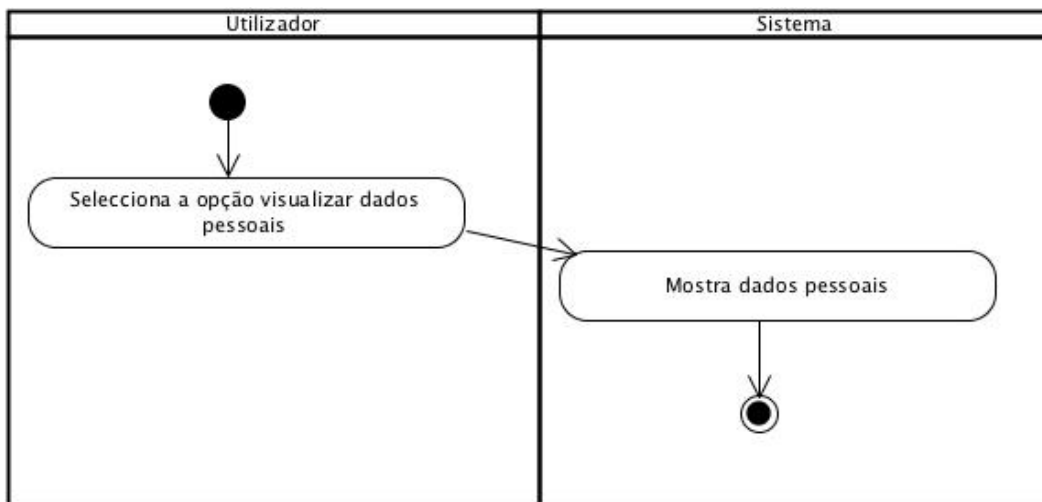 Utilizador
Sistema
Selecciona a opção visualizar dados
pessoais
Mostra dados pessoais